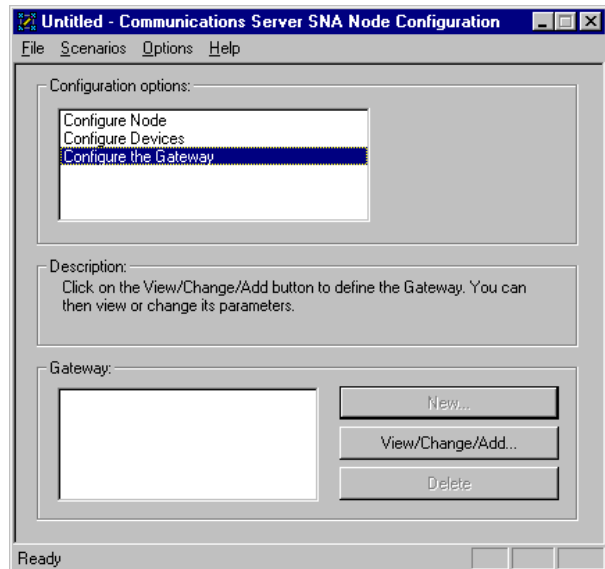 Untitled - Communications Server SNA Node Configuration
File Scenarios Options Help
Configuration options:
Configure Node
Configure Devices
Configure the Gateway
Description:
Click on the View/Change/Add button to define the Gateway. You can
then view or change its parameters.
Gateway:
New...
View/Change/Add...
Delete
Ready